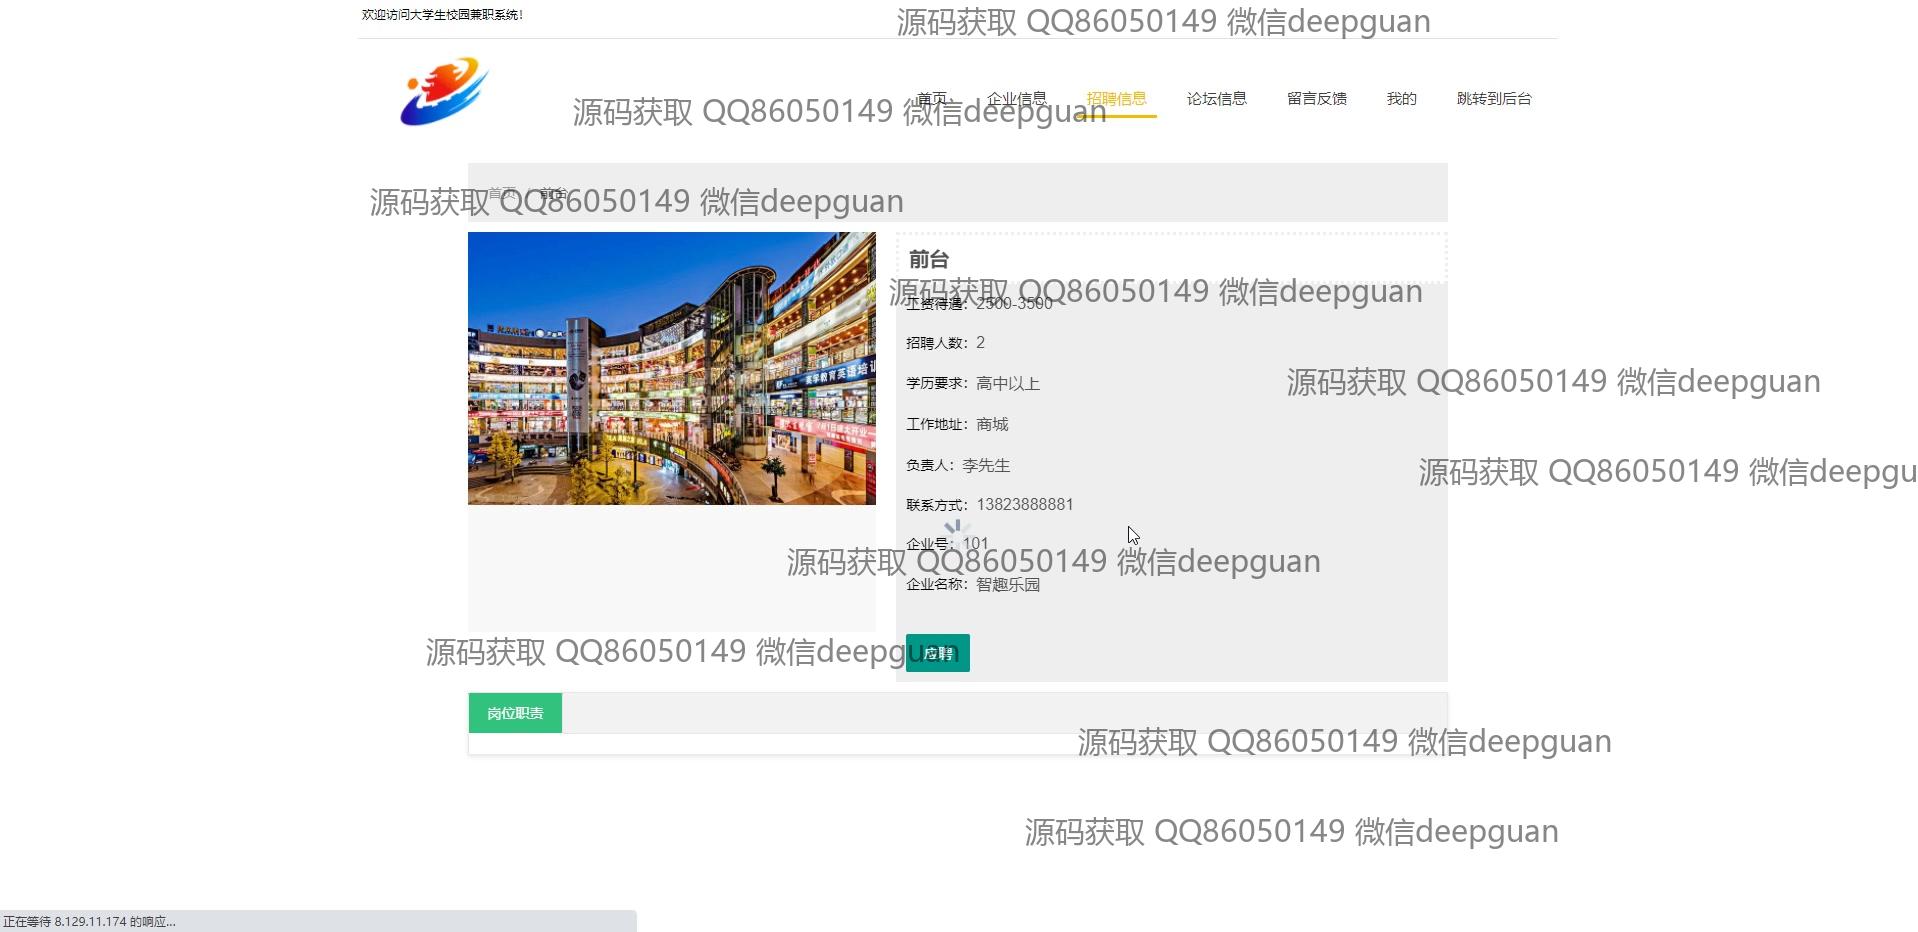 欢迎访问大学生校园兼职系统!
源码获取 QQ86050149 微信deepguan
首页
企业信息
招聘信息
论坛信息
留言反馈
我的
跳转到后台
源码获取 QQ86050149 微信deepguan
首页
前台
源码获取 QQ86050149 微信deepguan
前台
源码获取 QQ86050149 微信deepguan
工资待遇：2500-3500
招聘人数：2
学历要求：高中以上
源码获取 QQ86050149 微信deepguan
工作地址：商城
负责人：李先生
源码获取 QQ86050149 微信deepgu
联系方式：13823888881
企业号：101
源码获取 QQ86050149 微信deepguan
企业名称：智趣乐园
源码获取 QQ86050149 微信deepguan
应聘
岗位职责
源码获取 QQ86050149 微信deepguan
源码获取 QQ86050149 微信deepguan
正在等待 8.129.11.174 的响应...